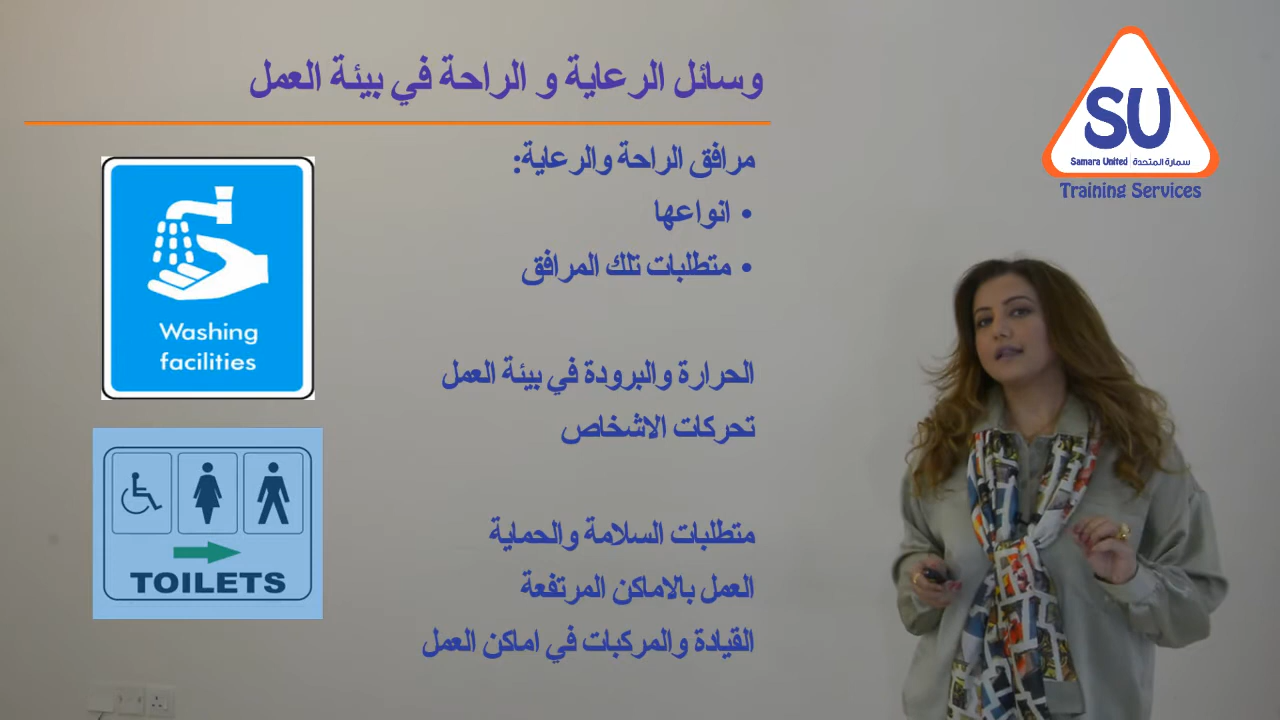 وسائل الرعاية و الراحة في بيئة العمل
مرافق الراحة والرعاية:
• انواعها
• متطلبات تلك المرافق
الحرارة والبرودة في بيئة العمل
تحركات الاشخاص
متطلبات السلامة والحماية
العمل بالاماكن المرتفعة
القيادة والمركبات في اماكن العمل
Washing
facilities
TOILETS
SU
Samara United | سمارة المتحدة
Training Services